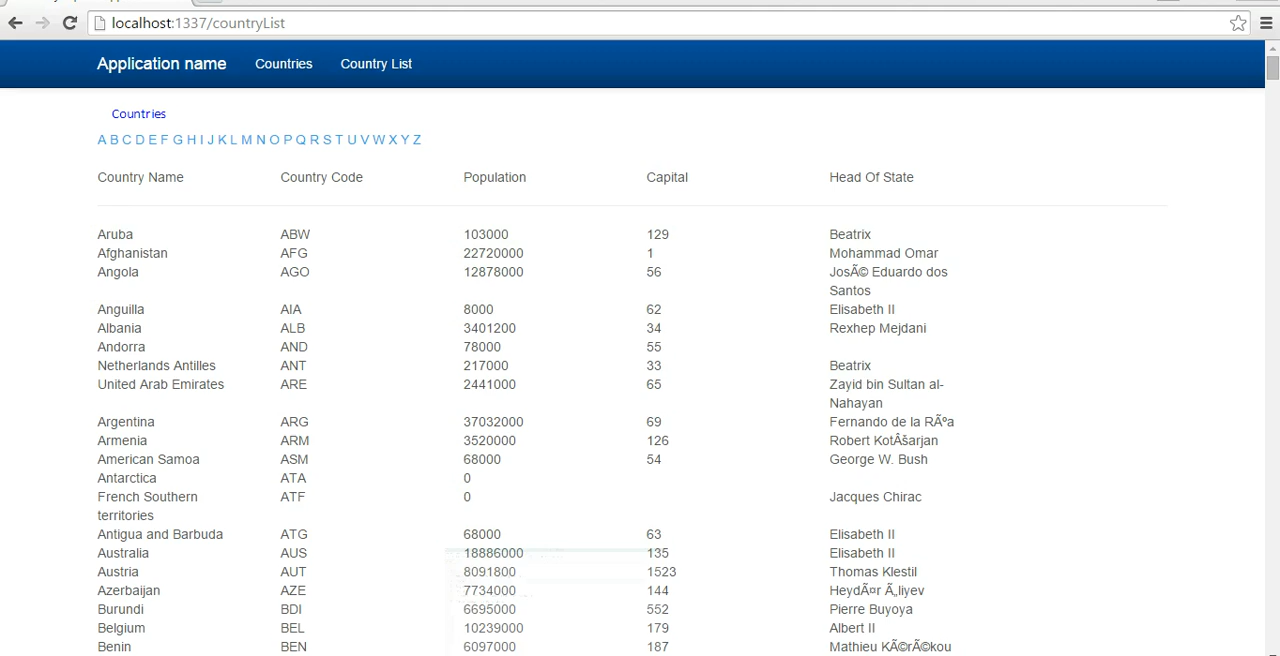 localhost:1337/countryList
Application name Countries Country List
Countries
A B C D E F G H I J K L M N O P Q R S T U V W X Y Z
Country Name Country Code Population Capital Head Of State
Aruba ABW 103000 129 Beatrix
Afghanistan AFG 22720000 1 Mohammad Omar
Angola AGO 12878000 56 JosÃ© Eduardo dos
Santos
Anguilla AIA 8000 62 Elisabeth II
Albania ALB 3401200 34 Rexhep Mejdani
Andorra AND 78000 55
Netherlands Antilles ANT 217000 33 Beatrix
United Arab Emirates ARE 2441000 65 Zayid bin Sultan al-
Nahayan
Argentina ARG 37032000 69 Fernando de la RÃºa
Armenia ARM 3520000 126 Robert KotÂšarjan
American Samoa ASM 68000 54 George W. Bush
Antarctica ATA 0
French Southern ATF 0 Jacques Chirac
territories
Antigua and Barbuda ATG 68000 63 Elisabeth II
Australia AUS 18886000 135 Elisabeth II
Austria AUT 8091800 1523 Thomas Klestil
Azerbaijan AZE 7734000 144 HeydÃ¤r Ã„liyev
Burundi BDI 6695000 552 Pierre Buyoya
Belgium BEL 10239000 179 Albert II
Benin BEN 6097000 187 Mathieu KÃ©rÃ©kou